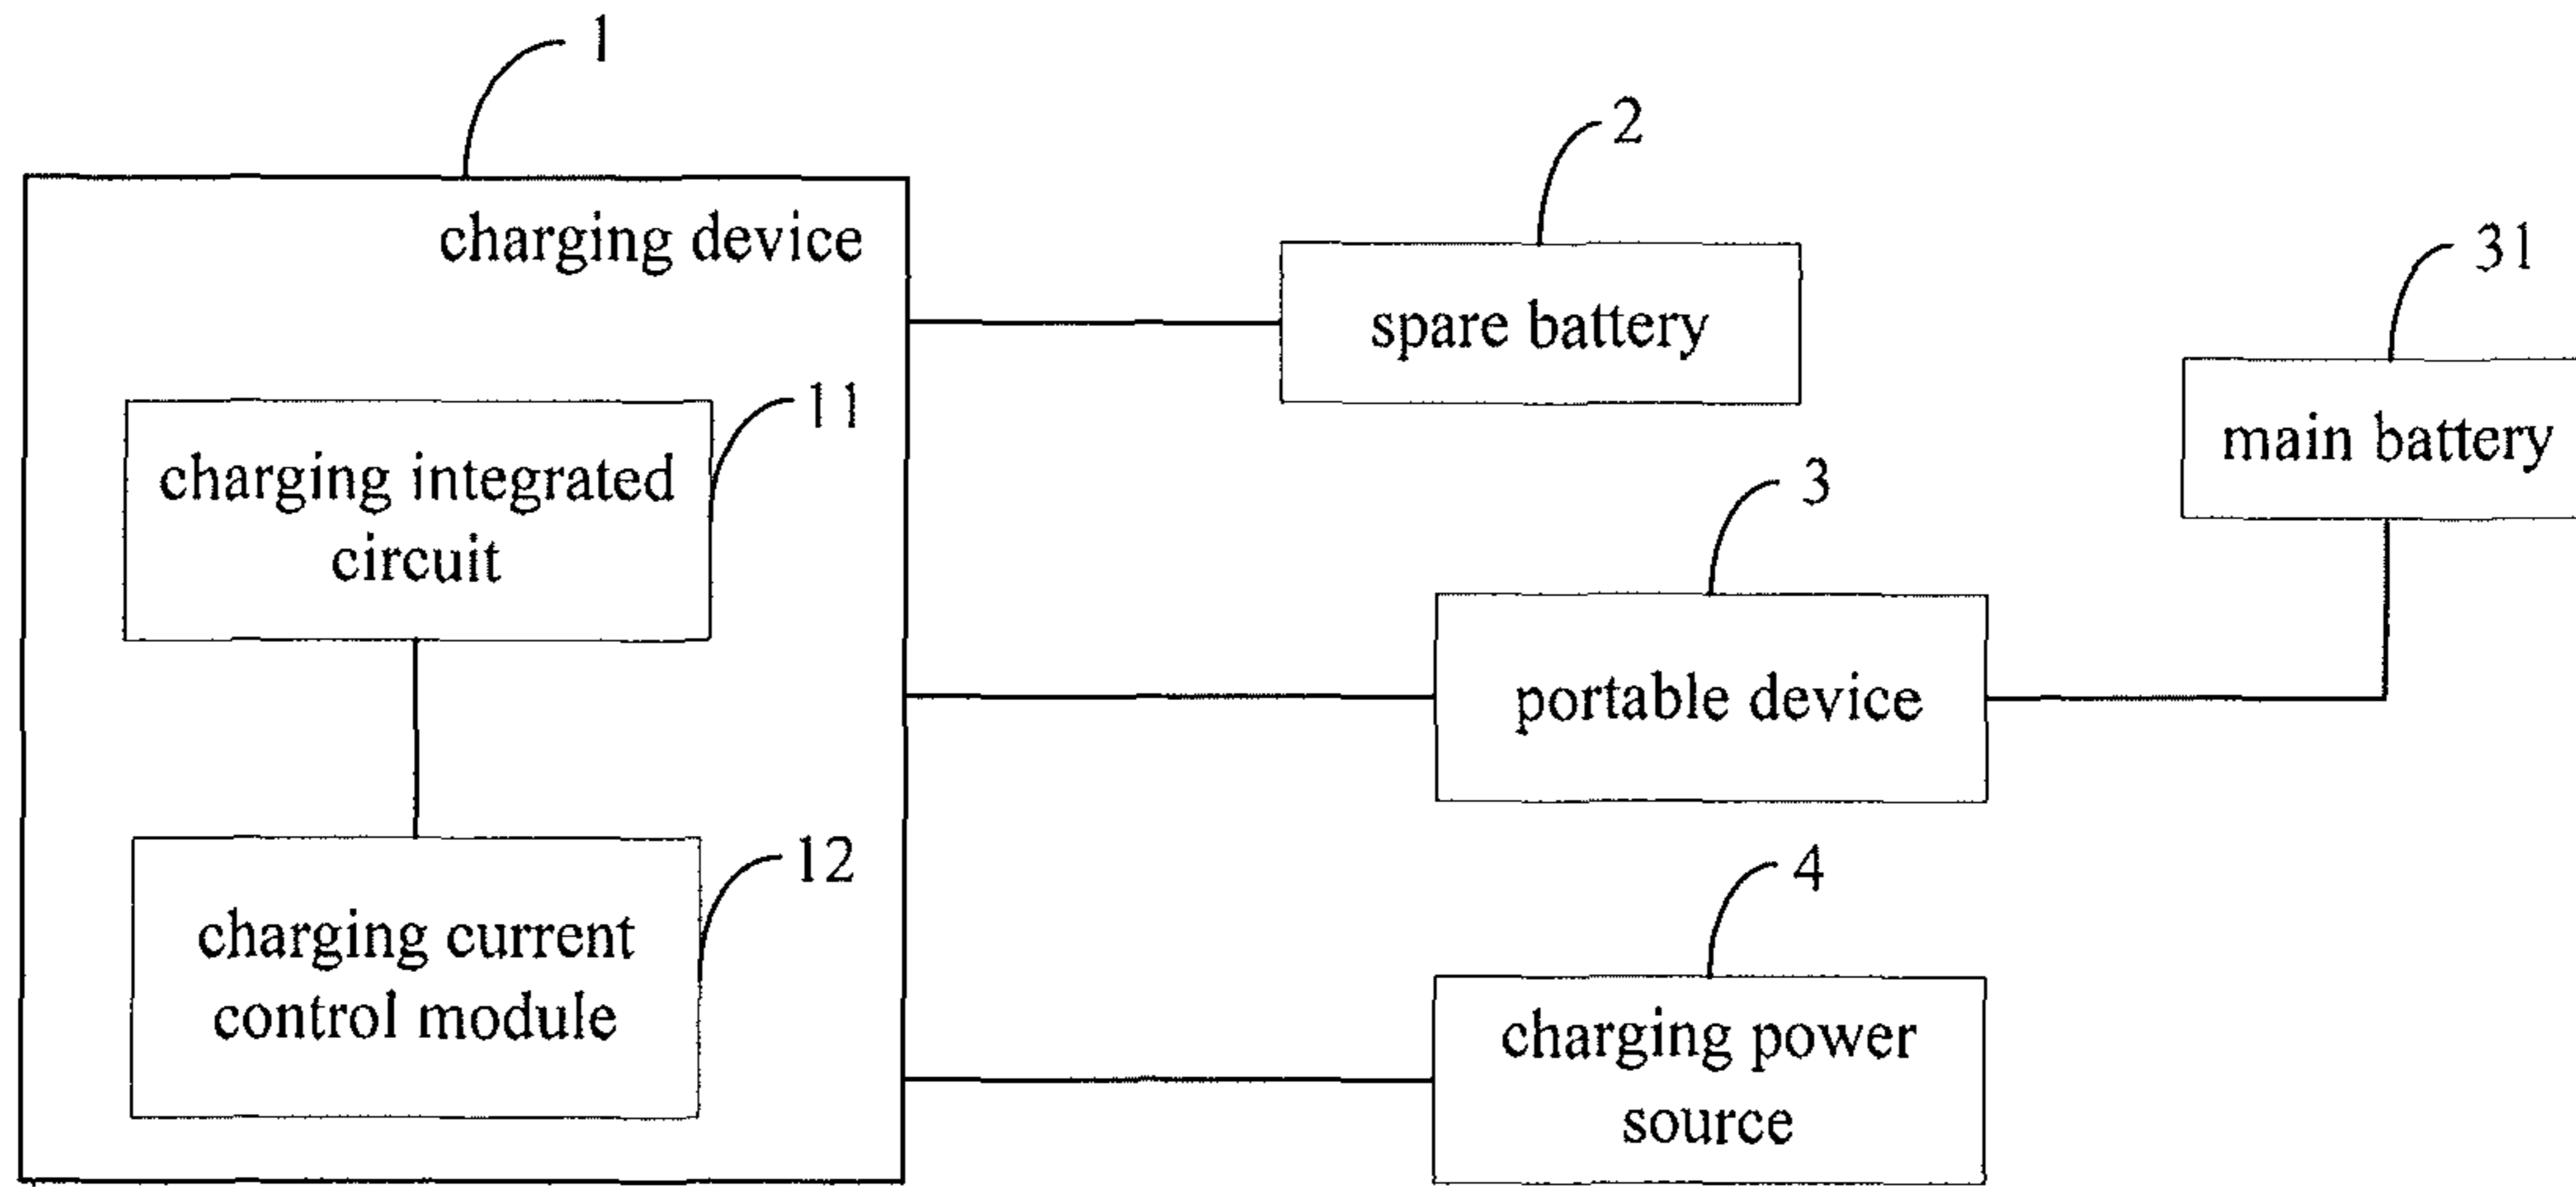 1
charging device
11
charging integrated
circuit
12
charging current
control module
2
spare battery
3
portable device
31
main battery
4
charging power
source